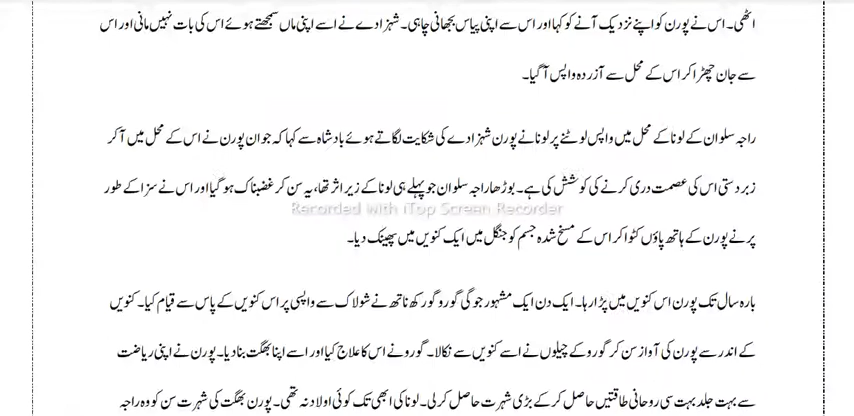 اٹھی۔ اس نے پورن کو اپنے نزدیک آنے کو کہا اور اس سے اپنی پیاس بجھانی چاہی۔ شہزادے نے اسے اپنی ماں سمجھتے ہوئے اس کی بات نہیں مانی اور اس
سے جان چھڑا کر اس کے محل سے آزردہ واپس آ گیا۔
راجہ سلوان کے لونا کے محل میں واپس لوٹنے پر لونا نے پورن شہزادے کی شکایت لگاتے ہوئے بادشاہ سے کہا کہ جوان پورن نے اس کے محل میں آ کر
زبردستی اس کی عصمت دری کرنے کی کوشش کی ہے۔ بوڑھا راجہ سلوان جو پہلے ہی لونا کے زیر اثر تھا، یہ سن کر غضبناک ہو گیا اور اس نے سزا کے طور
Recorded with iTop Screen Recorder
پر نے پورن کے ہاتھ پاؤں کٹوا کر اس کے مسخ شدہ جسم کو جنگل میں ایک کنویں میں پھینک دیا۔
بارہ سال تک پورن اس کنویں میں پڑا رہا۔ ایک دن ایک مشہور جوگی گورو گورکھ ناتھ نے شولاک سے واپسی پر اس کنویں کے پاس سے قیام کیا۔ کنویں
کے اندر سے پورن کی آواز سن کر گورو کے چیلوں نے اسے کنویں سے نکالا۔ گورو نے اس کا علاج کیا اور اسے اپنا بھگت بنا دیا۔ پورن نے اپنی ریاضت
سے بہت جلد بہت سی روحانی طاقتیں حاصل کر کے بڑی شہرت حاصل کر لی۔ لونا کی ابھی تک کوئی اولاد نہ تھی۔ پورن بھگت کی شہرت سن کو وہ راجہ